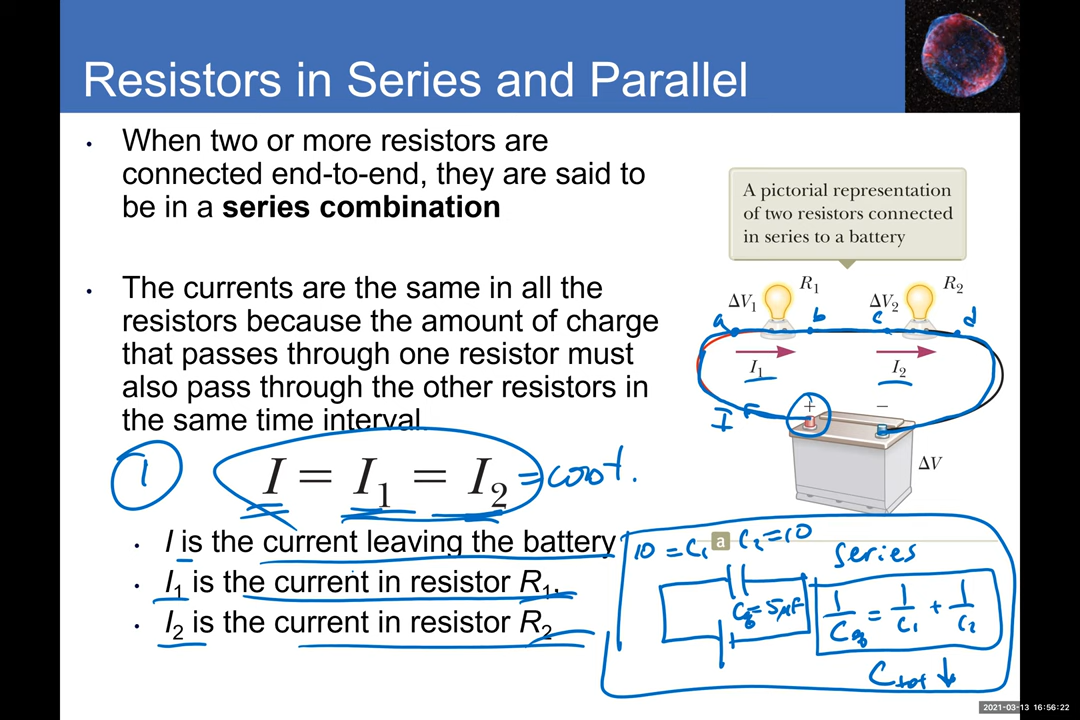 Resistors in Series and Parallel
• When two or more resistors are
connected end-to-end, they are said to
be in a series combination
• The currents are the same in all the
resistors because the amount of charge
that passes through one resistor must
also pass through the other resistors in
the same time interval.
1
I = I₁ = I₂ = const.
• I is the current leaving the battery
• I₁ is the current in resistor R₁,
• I₂ is the current in resistor R₂
A pictorial representation
of two resistors connected
in series to a battery
R₁ R₂
ΔV₁ ΔV₂
a b c d
I₁ I₂
I + −
ΔV
a
10 = C₁ C₂ = 10
Series
= 5μF
1/Ceq = 1/C₁ + 1/C₂
Ctot ↓
2021-03-13 16:56:22